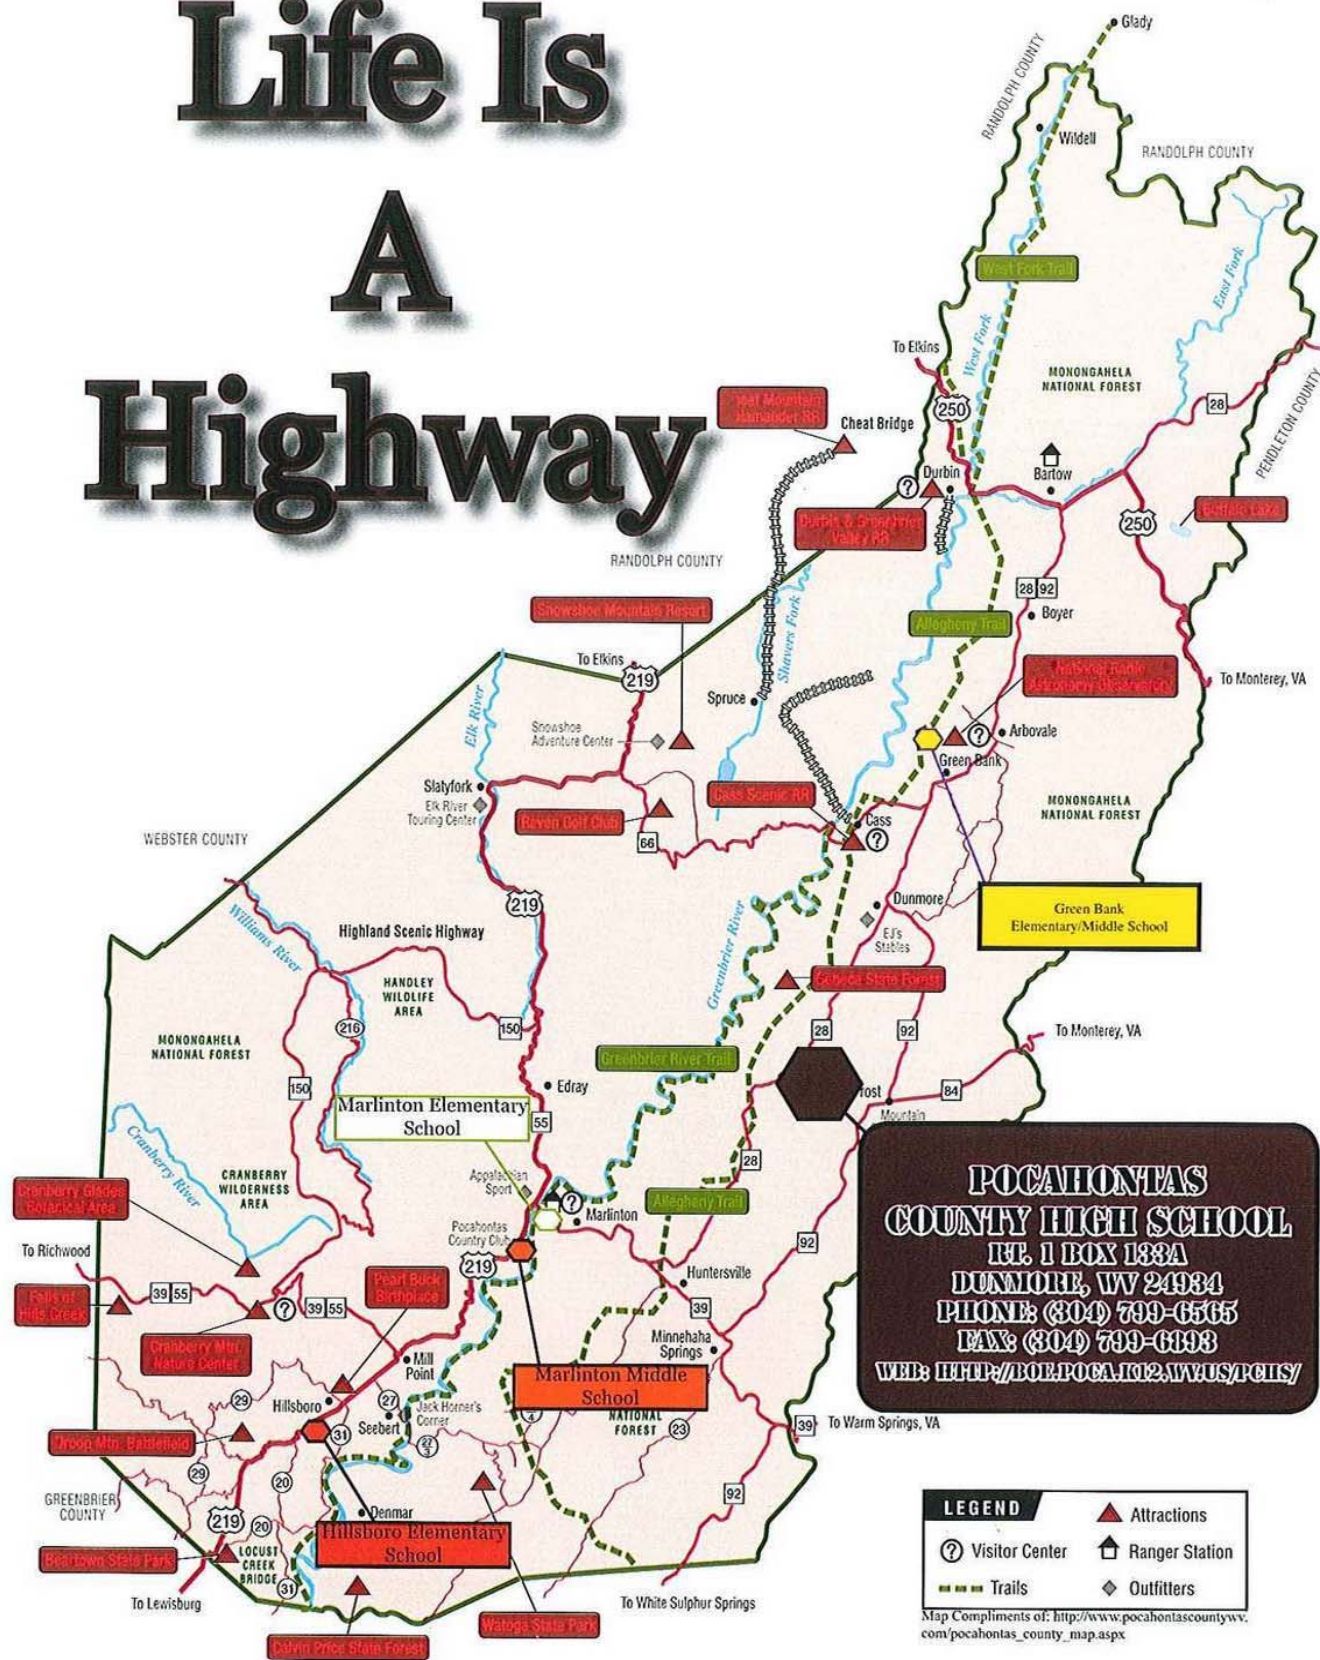 Life Is
A
Highway
Glady
RANDOLPH COUNTY
Wildell
RANDOLPH COUNTY
West Fork Trail
East Fork
West Fork
To Elkins
MONONGAHELA
NATIONAL FOREST
250
28
PENDLETON COUNTY
Cheat Bridge
Durbin
Bartow
?
Durbin & Greenbrier
Valley RR
250
Buffalo Lake
RANDOLPH COUNTY
28 92
Boyer
Snowshoe Mountain Resort
Allegheny Trail
Shavers Fork
To Elkins
219
National Radio
Astronomy Observatory
To Monterey, VA
Elk River
Spruce
Snowshoe
Adventure Center
?
Arbovale
Green Bank
Slatyfork
Elk River
Touring Center
Cass Scenic RR
Raven Golf Club
MONONGAHELA
NATIONAL FOREST
WEBSTER COUNTY
66
Cass
?
219
Dunmore
Green Bank
Elementary/Middle School
Williams River
Highland Scenic Highway
EJ's
Stables
Greenbrier River
HANDLEY
WILDLIFE
AREA
Seneca State Forest
216
150
28
92
To Monterey, VA
MONONGAHELA
NATIONAL FOREST
Greenbrier River Trail
150
Edray
84
Marlinton Elementary
School
55
Mountain
Cranberry River
28
CRANBERRY
WILDERNESS
AREA
Appalachian
Sport
Allegheny Trail
POCAHONTAS
COUNTY HIGH SCHOOL
RT. 1 BOX 133A
DUNMORE, WV 24934
PHONE: (304) 799-6565
FAX: (304) 799-6893
WEB: HTTP://BOE.POCA.K12.WV.US/PCHS/
Cranberry Glades
Botanical Area
?
Marlinton
Pocahontas
Country Club
To Richwood
92
219
Huntersville
39 55
Falls of
Hills Creek
?
39 55
Pearl Buck
Birthplace
39
Cranberry Mtn.
Nature Center
Minnehaha
Springs
Mill
Point
Marlinton Middle
School
29
Hillsboro
27
Seebert
Jack Horner's
Corner
NATIONAL
FOREST
23
39
To Warm Springs, VA
Droop Mtn. Battlefield
31
29
20
92
GREENBRIER
COUNTY
219
20
Denmar
Hillsboro Elementary
School
Beartown State Park
LOCUST
CREEK
BRIDGE
31
To Lewisburg
To White Sulphur Springs
Watoga State Park
Calvin Price State Forest
LEGEND
Attractions
? Visitor Center
Ranger Station
Trails
Outfitters
Map Compliments of: http://www.pocahontascountywv.
com/pocahontas_county_map.aspx